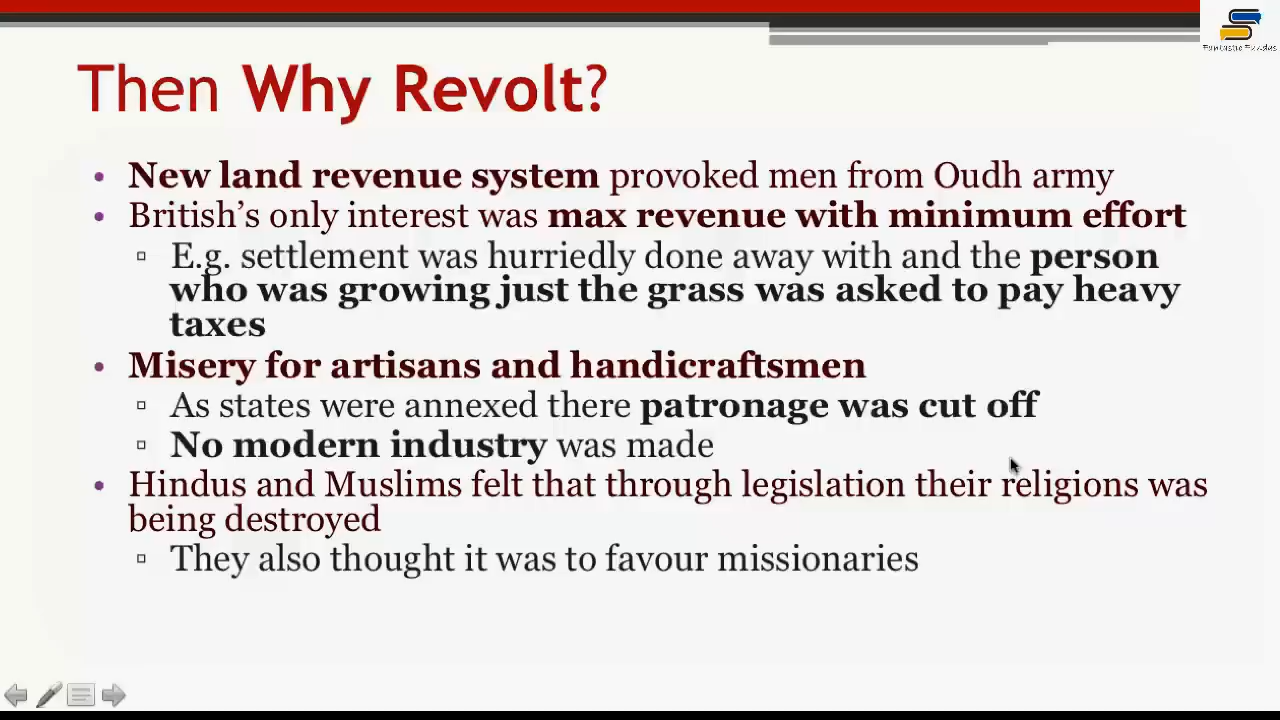 Then Why Revolt?
New land revenue system provoked men from Oudh army
British's only interest was max revenue with minimum effort
E.g. settlement was hurriedly done away with and the person
who was growing just the grass was asked to pay heavy
taxes
Misery for artisans and handicraftsmen
As states were annexed there patronage was cut off
No modern industry was made
Hindus and Muslims felt that through legislation their religions was
being destroyed
They also thought it was to favour missionaries